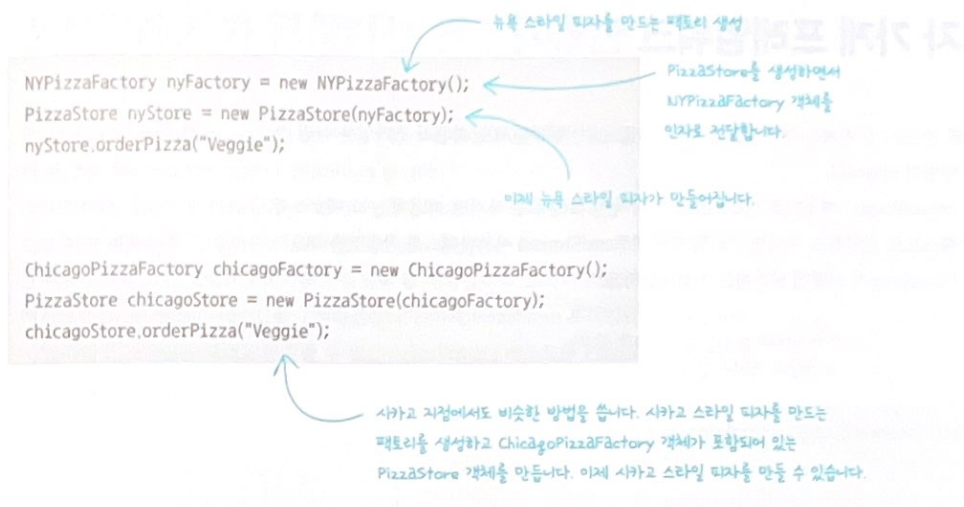 자 가게 프레임워크
뉴욕 스타일 피자를 만드는 팩토리 생성
NYPizzaFactory nyFactory = new NYPizzaFactory();
PizzaStore nyStore = new PizzaStore(nyFactory);
nyStore.orderPizza("Veggie");
PizzaStore를 생성하면서
NYPizzaFactory 객체를
인자로 전달합니다.
이제 뉴욕 스타일 피자가 만들어집니다.
ChicagoPizzaFactory chicagoFactory = new ChicagoPizzaFactory();
PizzaStore chicagoStore = new PizzaStore(chicagoFactory);
chicagoStore.orderPizza("Veggie");
시카고 지점에서도 비슷한 방법을 씁니다. 시카고 스타일 피자를 만드는
팩토리를 생성하고 ChicagoPizzaFactory 객체가 포함되어 있는
PizzaStore 객체를 만듭니다. 이제 시카고 스타일 피자를 만들 수 있습니다.